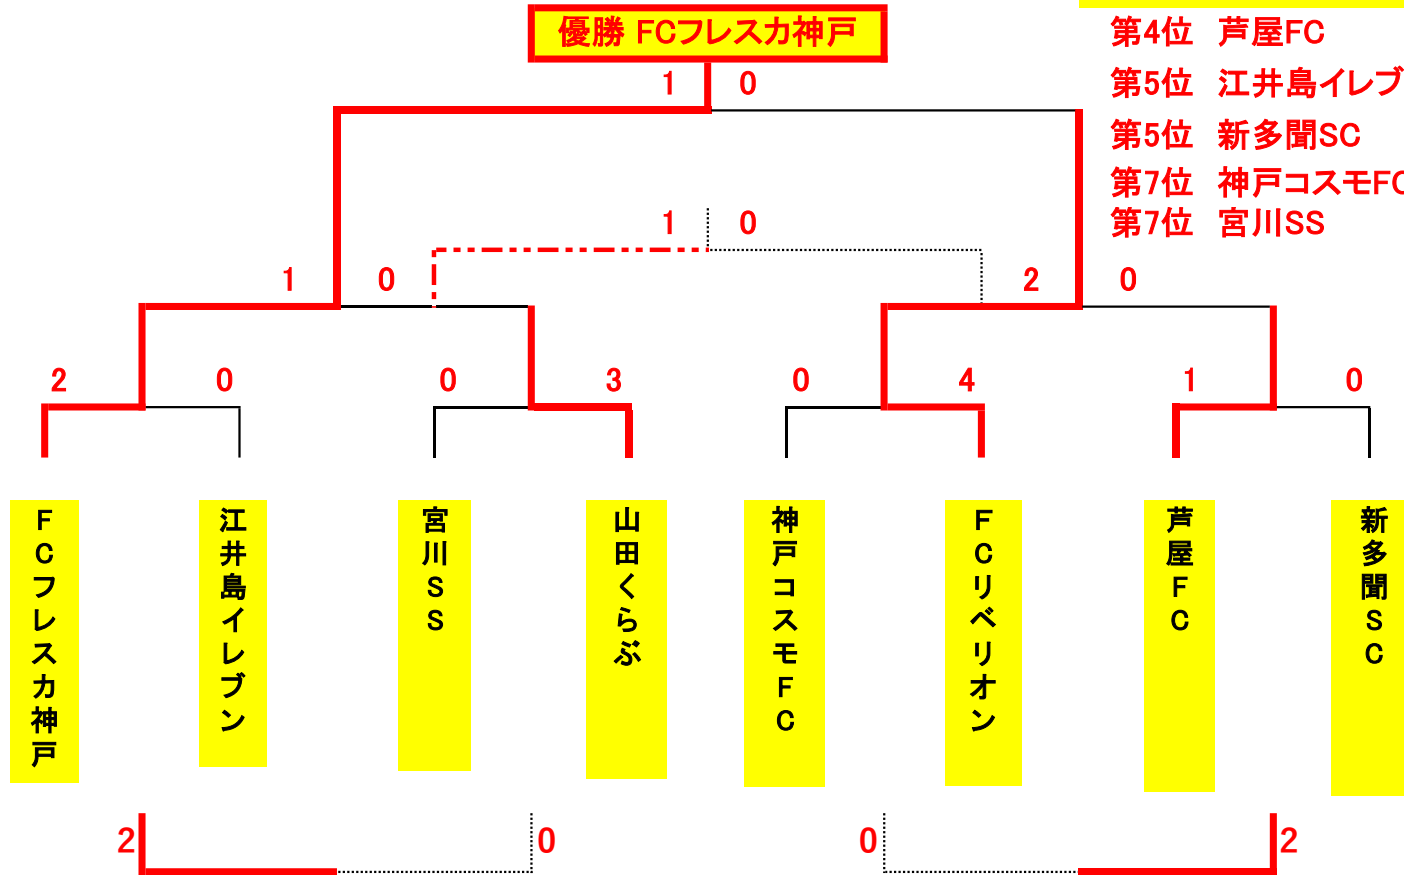 優勝 FCフレスカ神戸
第4位 芦屋FC
第5位 江井島イレブ
第5位 新多聞SC
第7位 神戸コスモFC
第7位 宮川SS
1 0
1 0
1 0
2 0
2 0
0 3
0 4
1 0
FCフレスカ神戸
江井島イレブン
宮川SS
山田くらぶ
神戸コスモFC
FCリベリオン
芦屋FC
新多聞SC
2 0
0 2